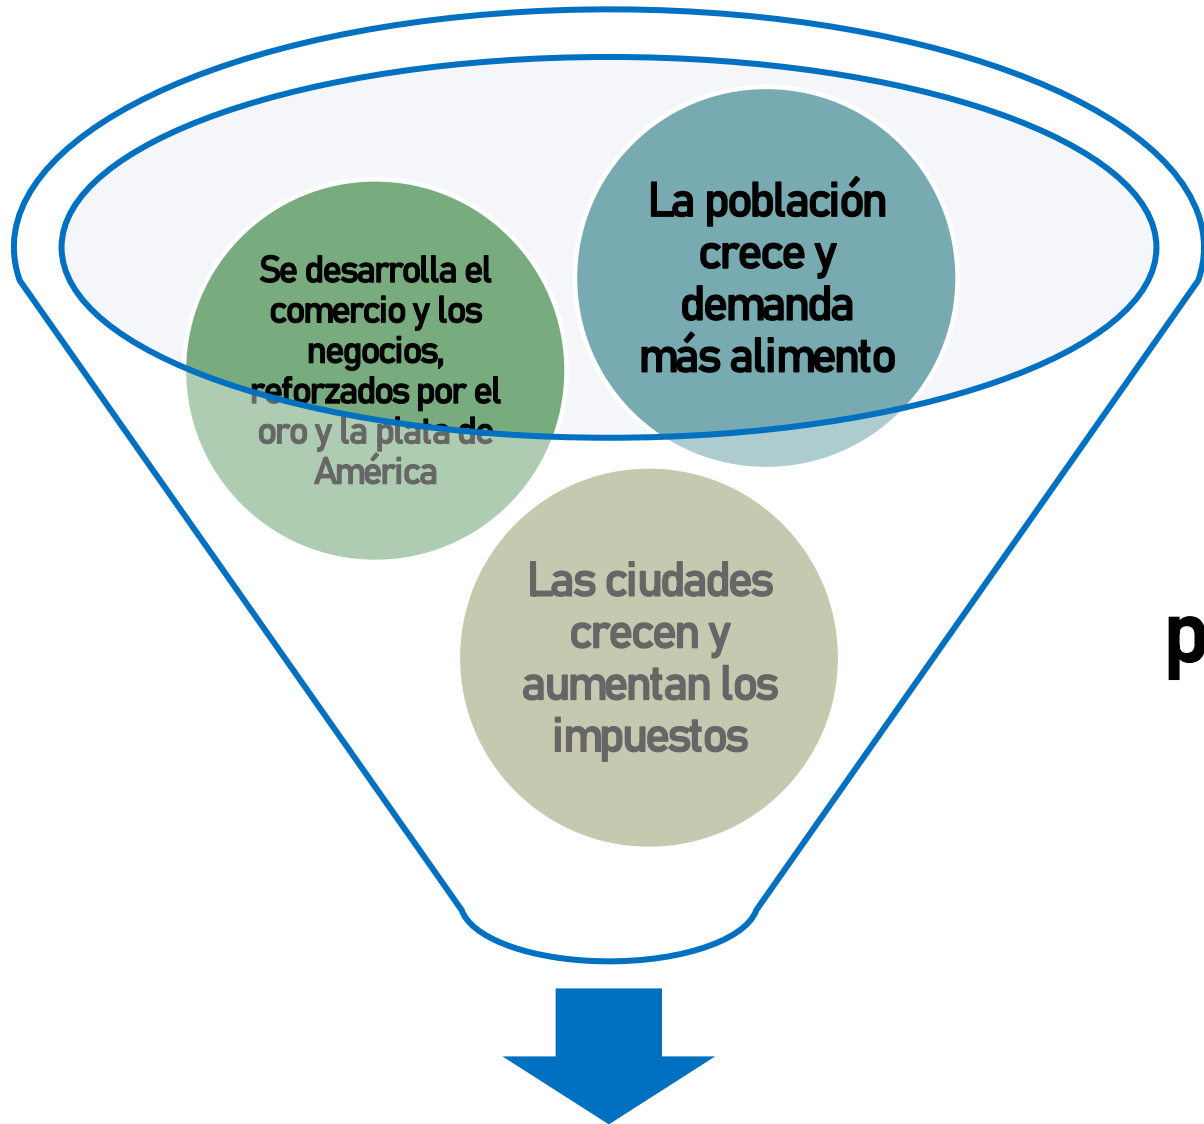 Se desarrolla el
comercio y los
negocios,
reforzados por el
oro y la plata de
América
La población
crece y
demanda
más alimento
Las ciudades
crecen y
aumentan los
impuestos
p